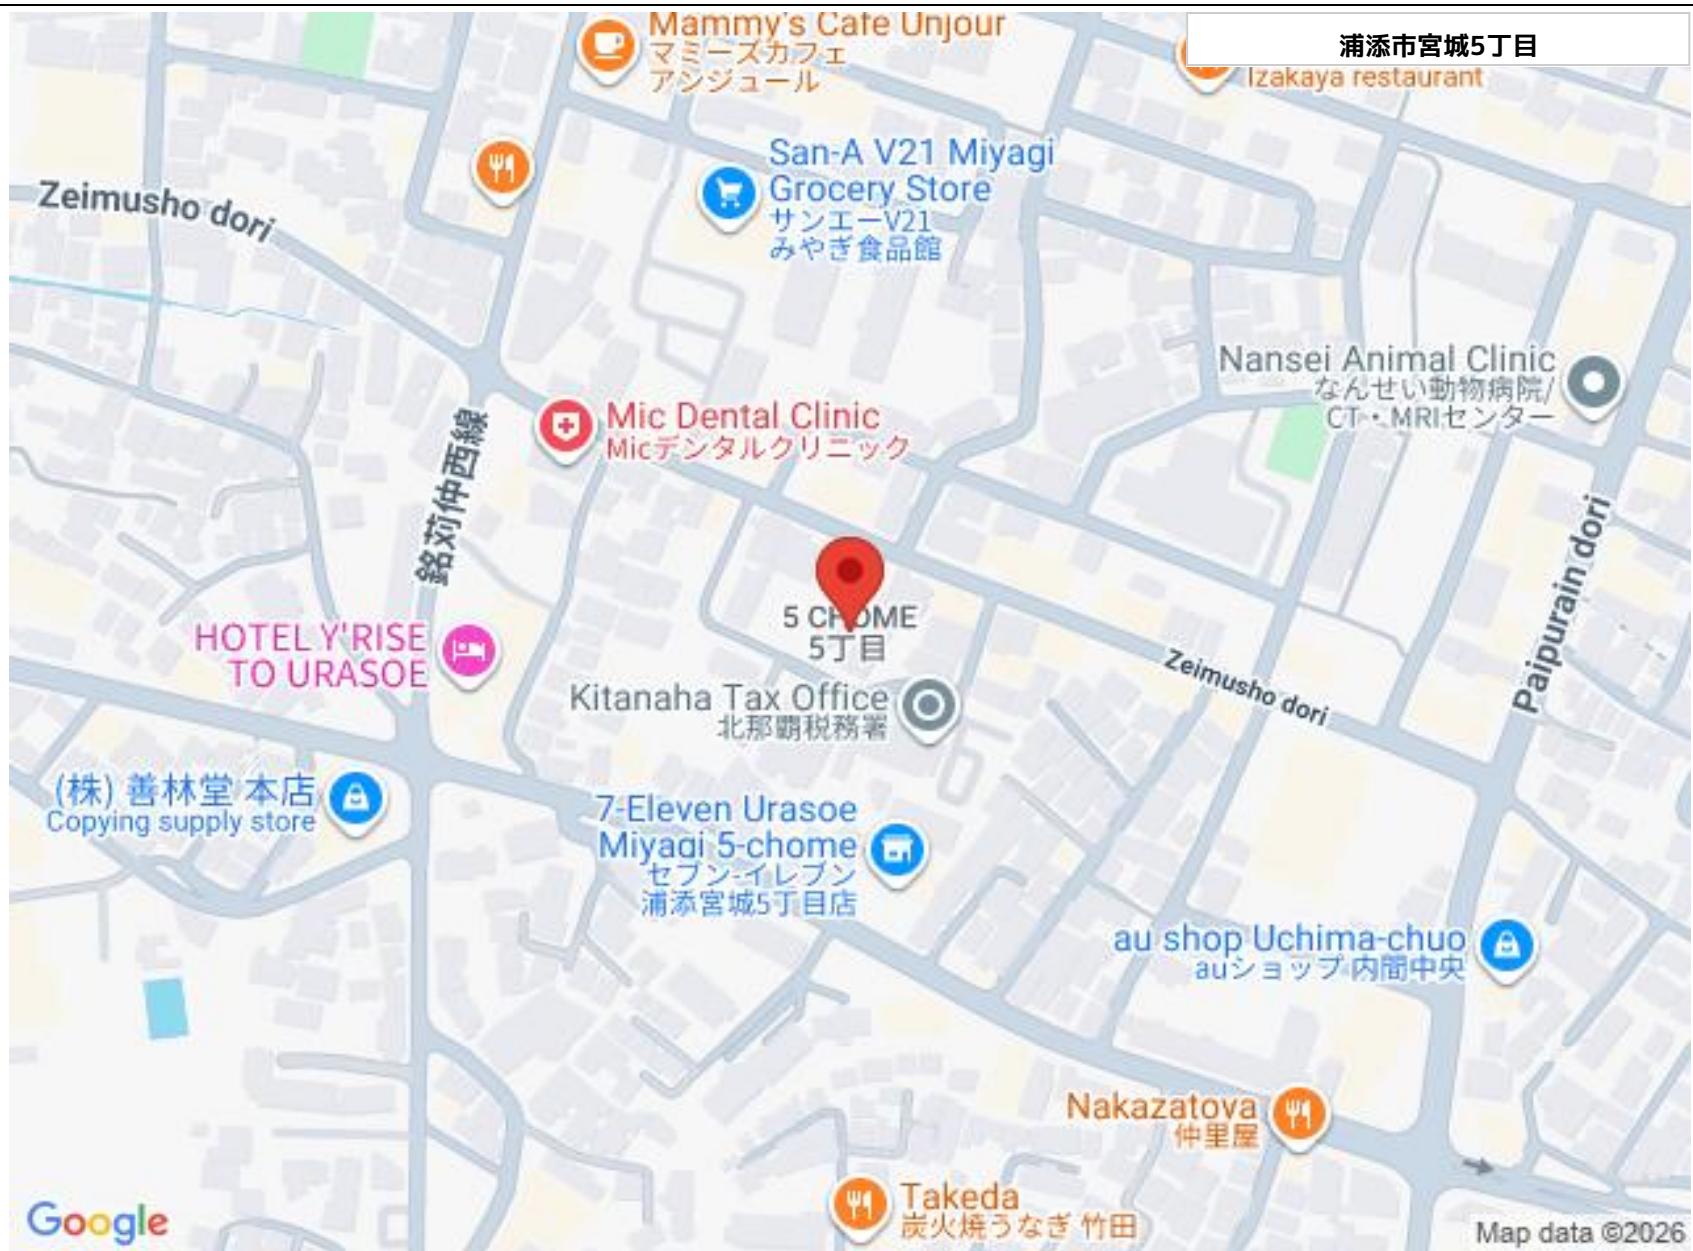 Mammy's Cafe Unjour
マミーズカフェ
アンジュール
浦添市宮城5丁目
Izakaya restaurant
San-A V21 Miyagi
Grocery Store
サンエーV21
みやぎ食品館
Zeimusho dori
Nansei Animal Clinic
なんせい動物病院/
CT・MRIセンター
Mic Dental Clinic
Micデンタルクリニック
銘苅仲西線
Paipurain dori
5 CHOME
5丁目
HOTEL Y'RISE
TO URASOE
Zeimusho dori
Kitanaha Tax Office
北那覇税務署
(株) 善林堂 本店
Copying supply store
7-Eleven Urasoe
Miyagi 5-chome
セブン-イレブン
浦添宮城5丁目店
au shop Uchima-chuo
auショップ 内間中央
Nakazatoya
仲里屋
Takeda
炭火焼うなぎ 竹田
Google
Map data ©2026